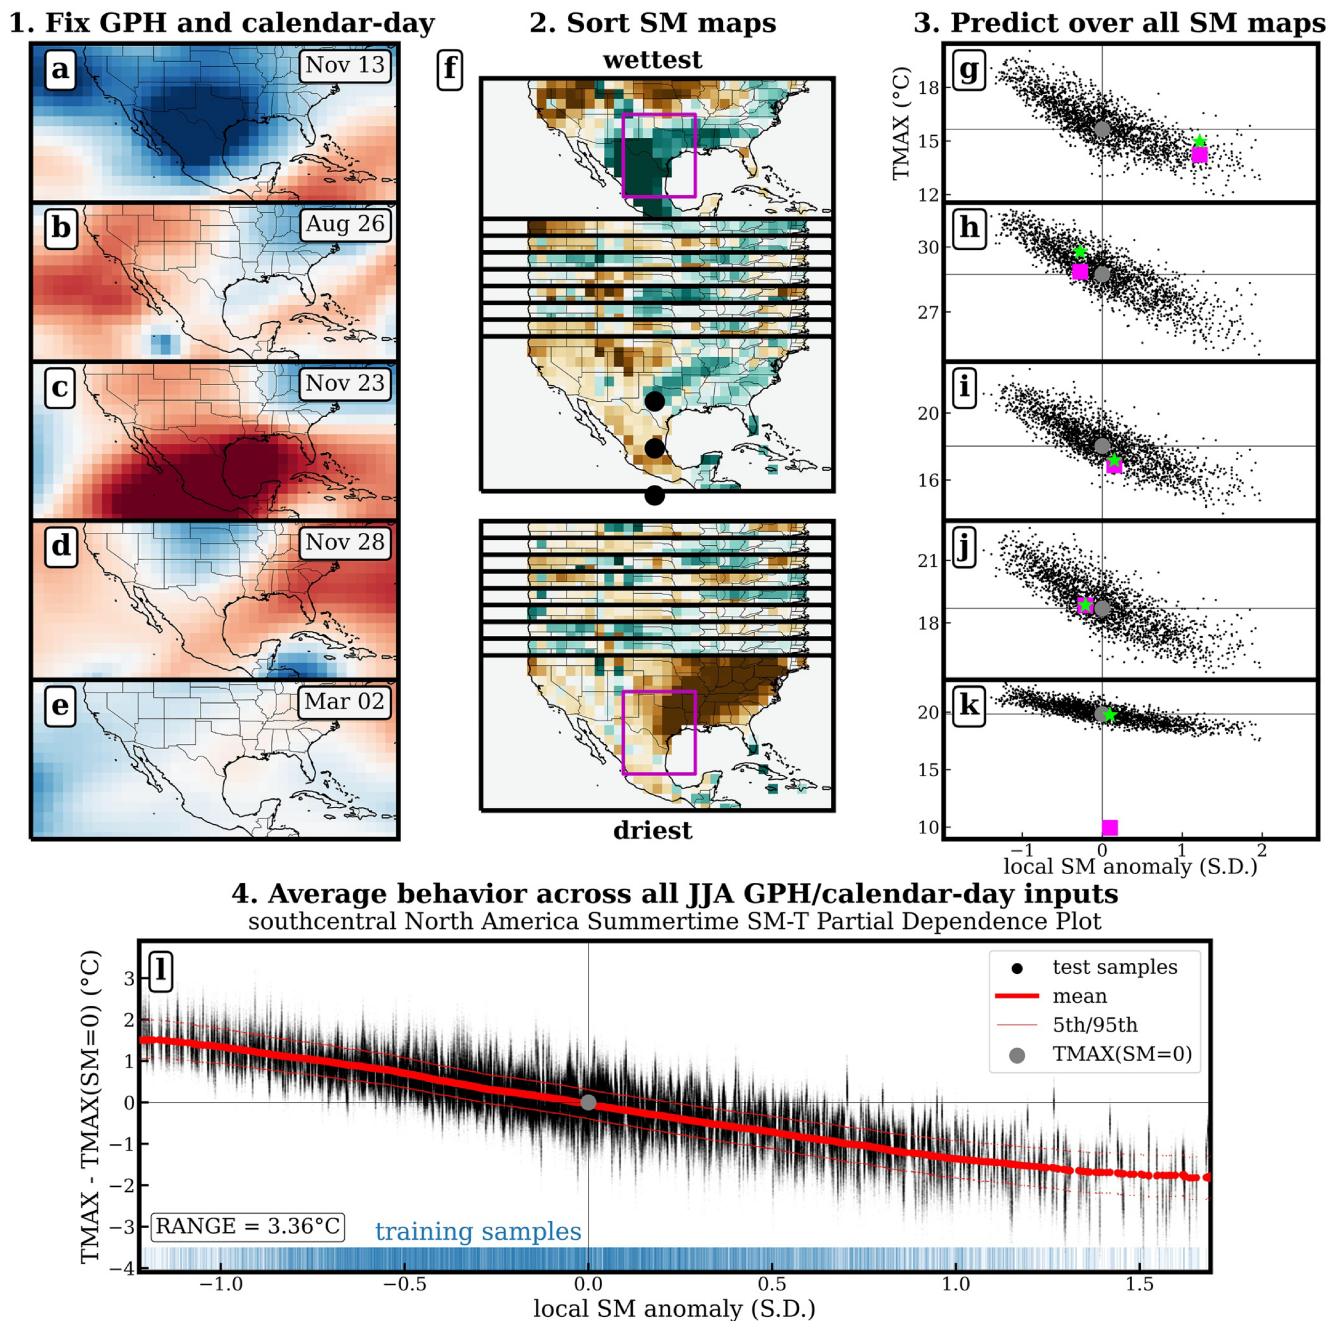 1. Fix GPH and calendar-day
a
Nov 13
b
Aug 26
c
Nov 23
d
Nov 28
e
Mar 02
2. Sort SM maps
f
wettest
driest
3. Predict over all SM maps
TMAX (°C)
g
18
15
12
h
30
27
i
20
16
j
21
18
k
20
15
10
−1
0
1
2
local SM anomaly (S.D.)
4. Average behavior across all JJA GPH/calendar-day inputs
southcentral North America Summertime SM-T Partial Dependence Plot
l
TMAX - TMAX(SM=0) (°C)
3
2
1
0
−1
−2
−3
−4
test samples
mean
5th/95th
TMAX(SM=0)
RANGE = 3.36°C
training samples
−1.0
−0.5
0.0
0.5
1.0
1.5
local SM anomaly (S.D.)